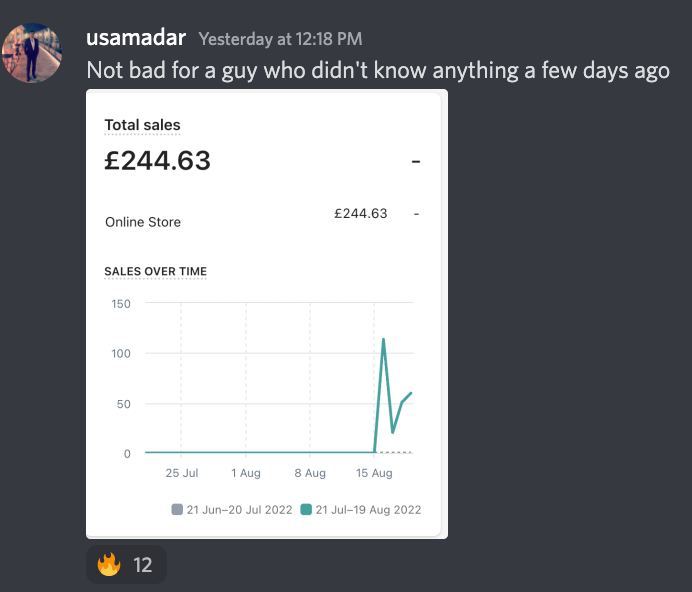 usamadar Yesterday at 12:18 PM
Not bad for a guy who didn't know anything a few days ago
Total sales
£244.63 -
Online Store £244.63 -
SALES OVER TIME
150
100
50
0
25 Jul 1 Aug 8 Aug 15 Aug
21 Jun–20 Jul 2022 21 Jul–19 Aug 2022
🔥 12